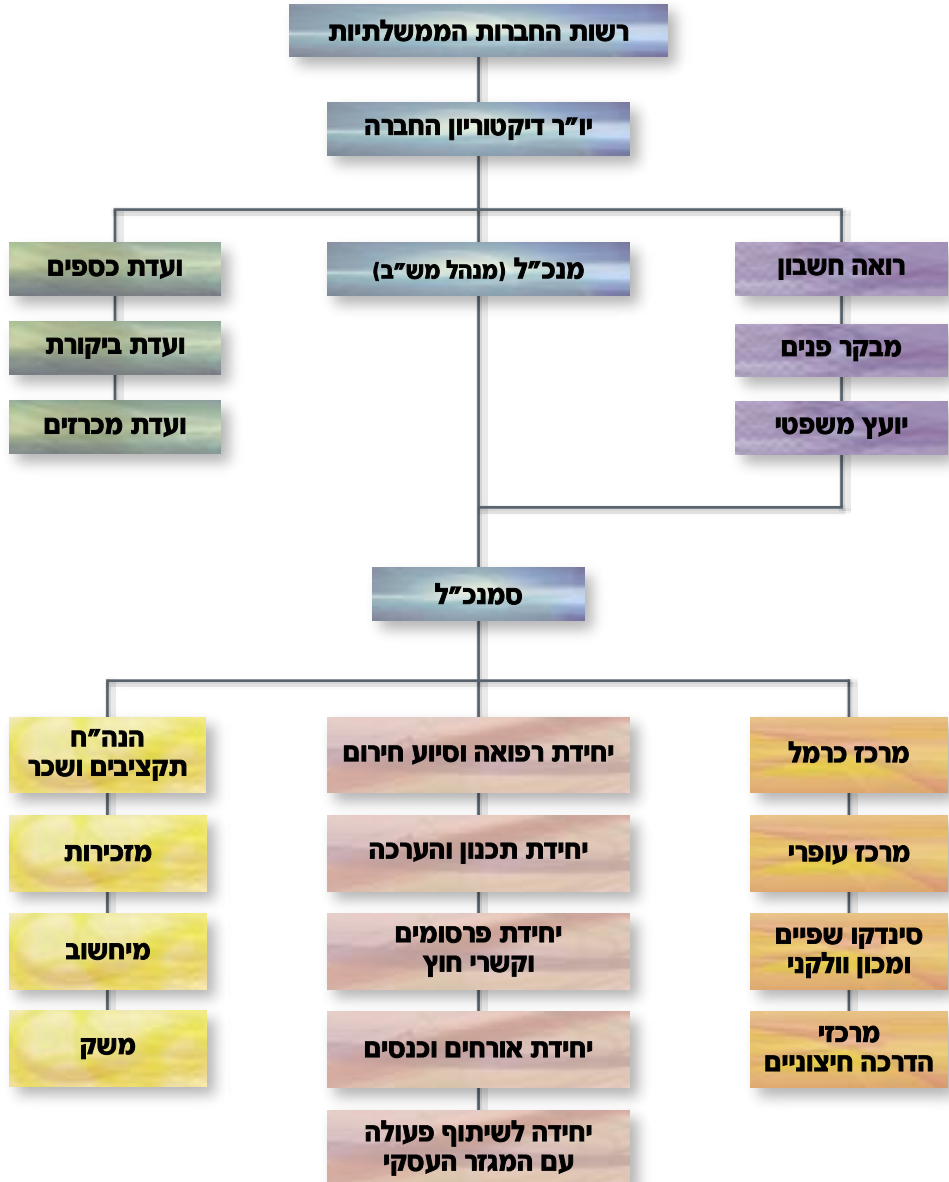 רשות החברות הממשלתיות
יו"ר דיקטוריון החברה
רואה חשבון
מבקר פנים
יועץ משפטי
מנכ"ל (מנהל מש"ב)
ועדת כספים
ועדת ביקורת
ועדת מכרזים
סמנכ"ל
מרכז כרמל
מרכז עופרי
סינדקו שפיים
ומכון וולקני
מרכזי
הדרכה חיצוניים
יחידת רפואה וסיוע חירום
יחידת תכנון והערכה
יחידת פרסומים
וקשרי חוץ
יחידת אורחים וכנסים
יחידה לשיתוף פעולה
עם המגזר העסקי
הנה"ח
תקציבים ושכר
מזכירות
מיחשוב
משק